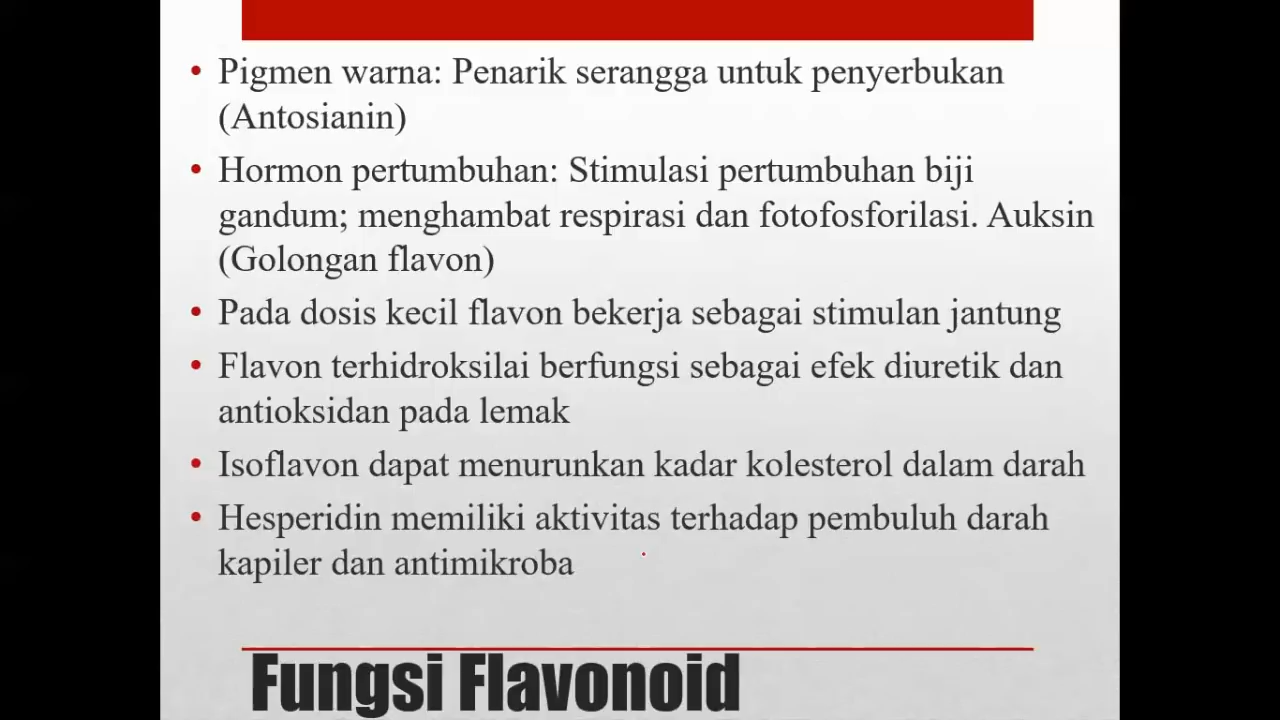 • Pigmen warna: Penarik serangga untuk penyerbukan
(Antosianin)
• Hormon pertumbuhan: Stimulasi pertumbuhan biji
gandum; menghambat respirasi dan fotofosforilasi. Auksin
(Golongan flavon)
• Pada dosis kecil flavon bekerja sebagai stimulan jantung
• Flavon terhidroksilai berfungsi sebagai efek diuretik dan
antioksidan pada lemak
• Isoflavon dapat menurunkan kadar kolesterol dalam darah
• Hesperidin memiliki aktivitas terhadap pembuluh darah
kapiler dan antimikroba
Fungsi Flavonoid